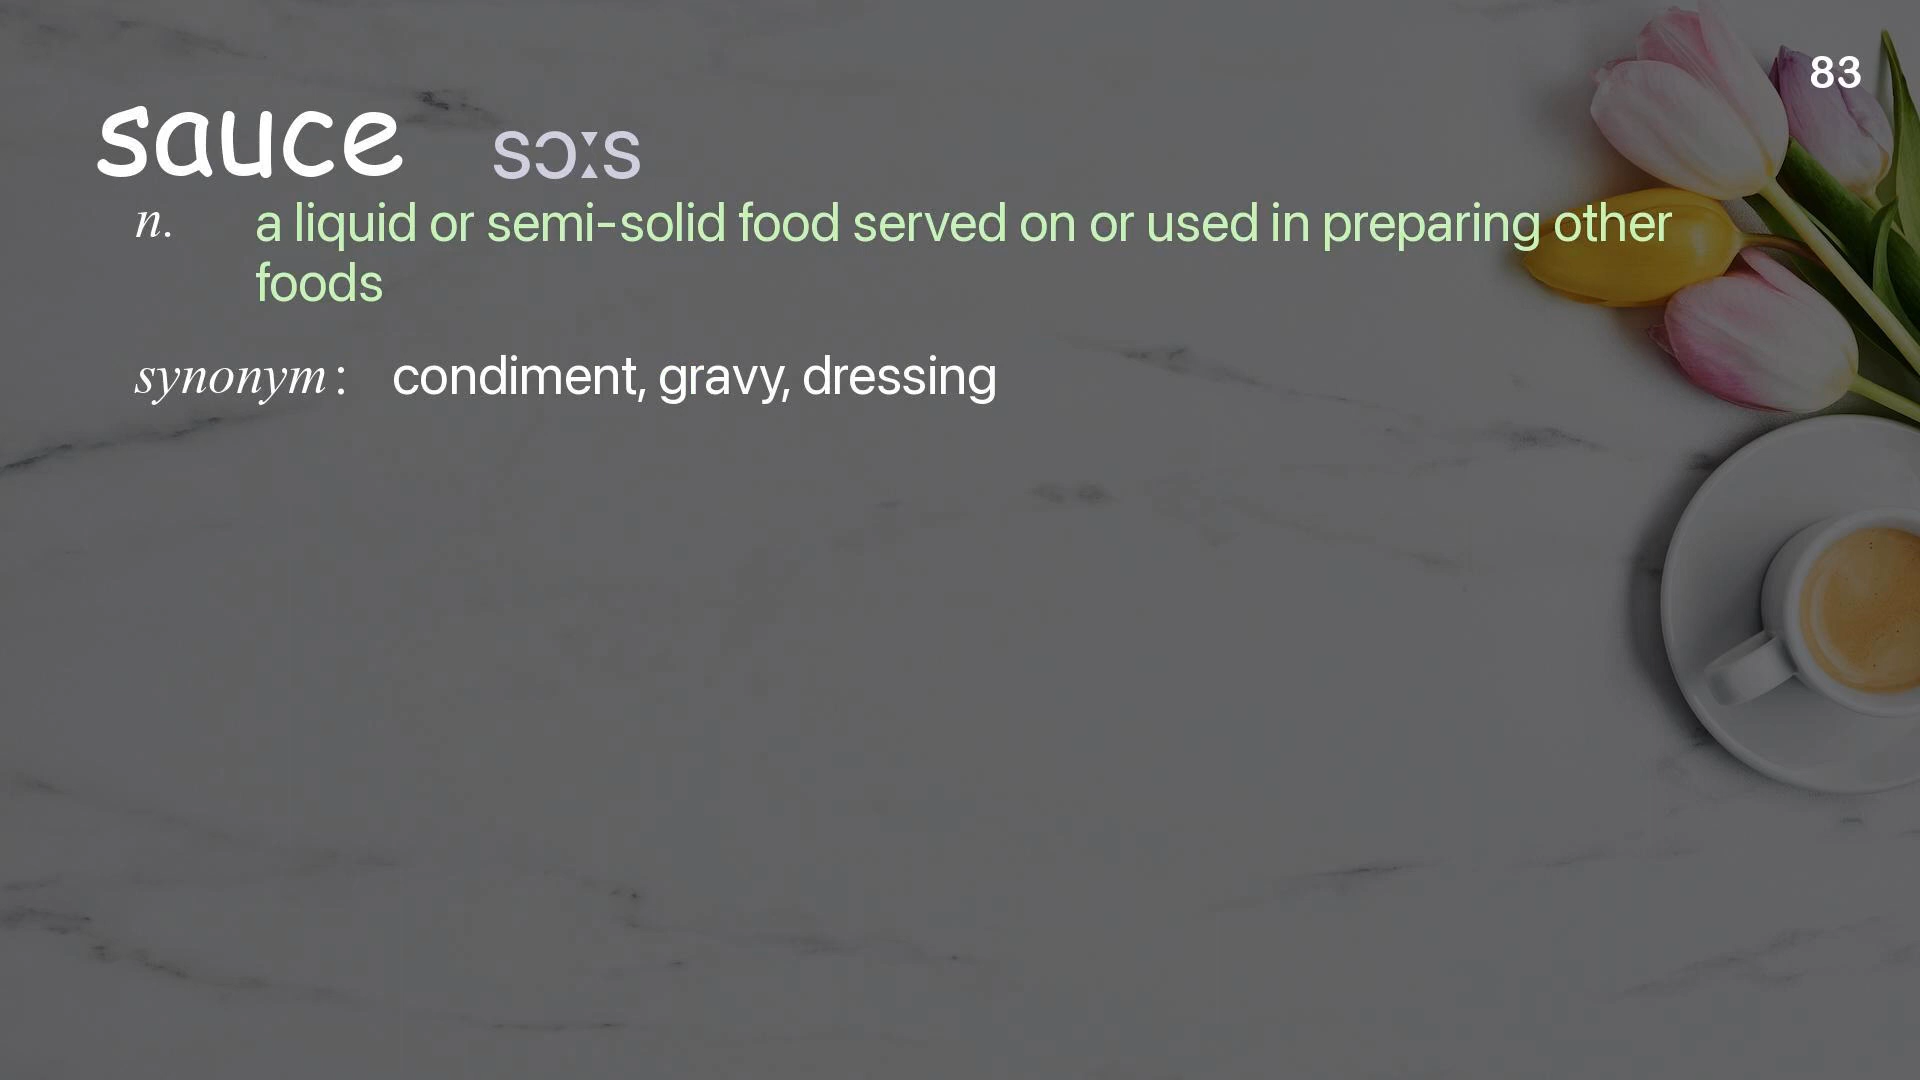 83
sauce sɔːs
n. a liquid or semi-solid food served on or used in preparing other
foods
synonym: condiment, gravy, dressing